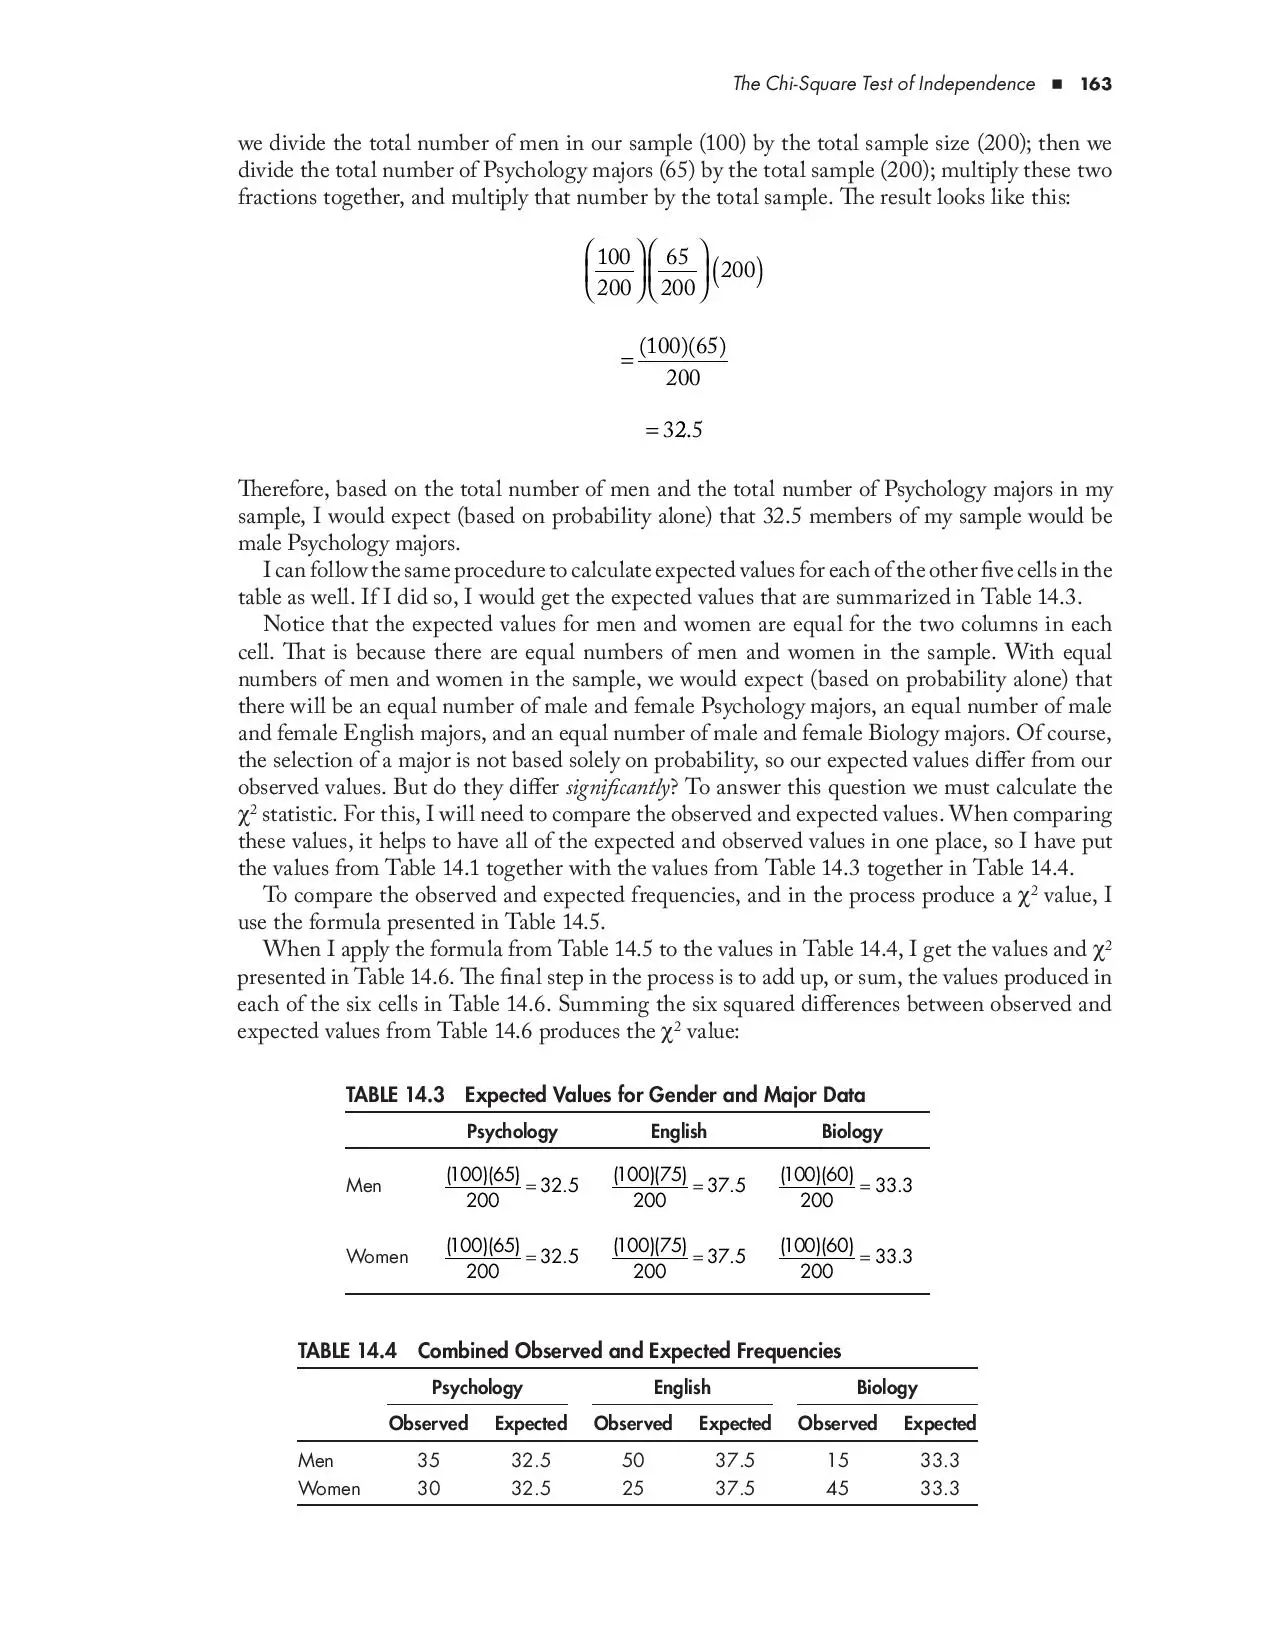 The Chi-Square Test of Independence ■ 163
we divide the total number of men in our sample (100) by the total sample size (200); then we
divide the total number of Psychology majors (65) by the total sample (200); multiply these two
fractions together, and multiply that number by the total sample. The result looks like this:
(100/200)(65/200)(200)
= (100)(65)/200
= 32.5
Therefore, based on the total number of men and the total number of Psychology majors in my
sample, I would expect (based on probability alone) that 32.5 members of my sample would be
male Psychology majors.
I can follow the same procedure to calculate expected values for each of the other five cells in the
table as well. If I did so, I would get the expected values that are summarized in Table 14.3.
Notice that the expected values for men and women are equal for the two columns in each
cell. That is because there are equal numbers of men and women in the sample. With equal
numbers of men and women in the sample, we would expect (based on probability alone) that
there will be an equal number of male and female Psychology majors, an equal number of male
and female English majors, and an equal number of male and female Biology majors. Of course,
the selection of a major is not based solely on probability, so our expected values differ from our
observed values. But do they differ significantly? To answer this question we must calculate the
χ² statistic. For this, I will need to compare the observed and expected values. When comparing
these values, it helps to have all of the expected and observed values in one place, so I have put
the values from Table 14.1 together with the values from Table 14.3 together in Table 14.4.
To compare the observed and expected frequencies, and in the process produce a χ² value, I
use the formula presented in Table 14.5.
When I apply the formula from Table 14.5 to the values in Table 14.4, I get the values and χ²
presented in Table 14.6. The final step in the process is to add up, or sum, the values produced in
each of the six cells in Table 14.6. Summing the six squared differences between observed and
expected values from Table 14.6 produces the χ² value:
TABLE 14.3 Expected Values for Gender and Major Data
Psychology English Biology
Men (100)(65)/200 = 32.5 (100)(75)/200 = 37.5 (100)(60)/200 = 33.3
Women (100)(65)/200 = 32.5 (100)(75)/200 = 37.5 (100)(60)/200 = 33.3
TABLE 14.4 Combined Observed and Expected Frequencies
Psychology English Biology
Observed Expected Observed Expected Observed Expected
Men 35 32.5 50 37.5 15 33.3
Women 30 32.5 25 37.5 45 33.3